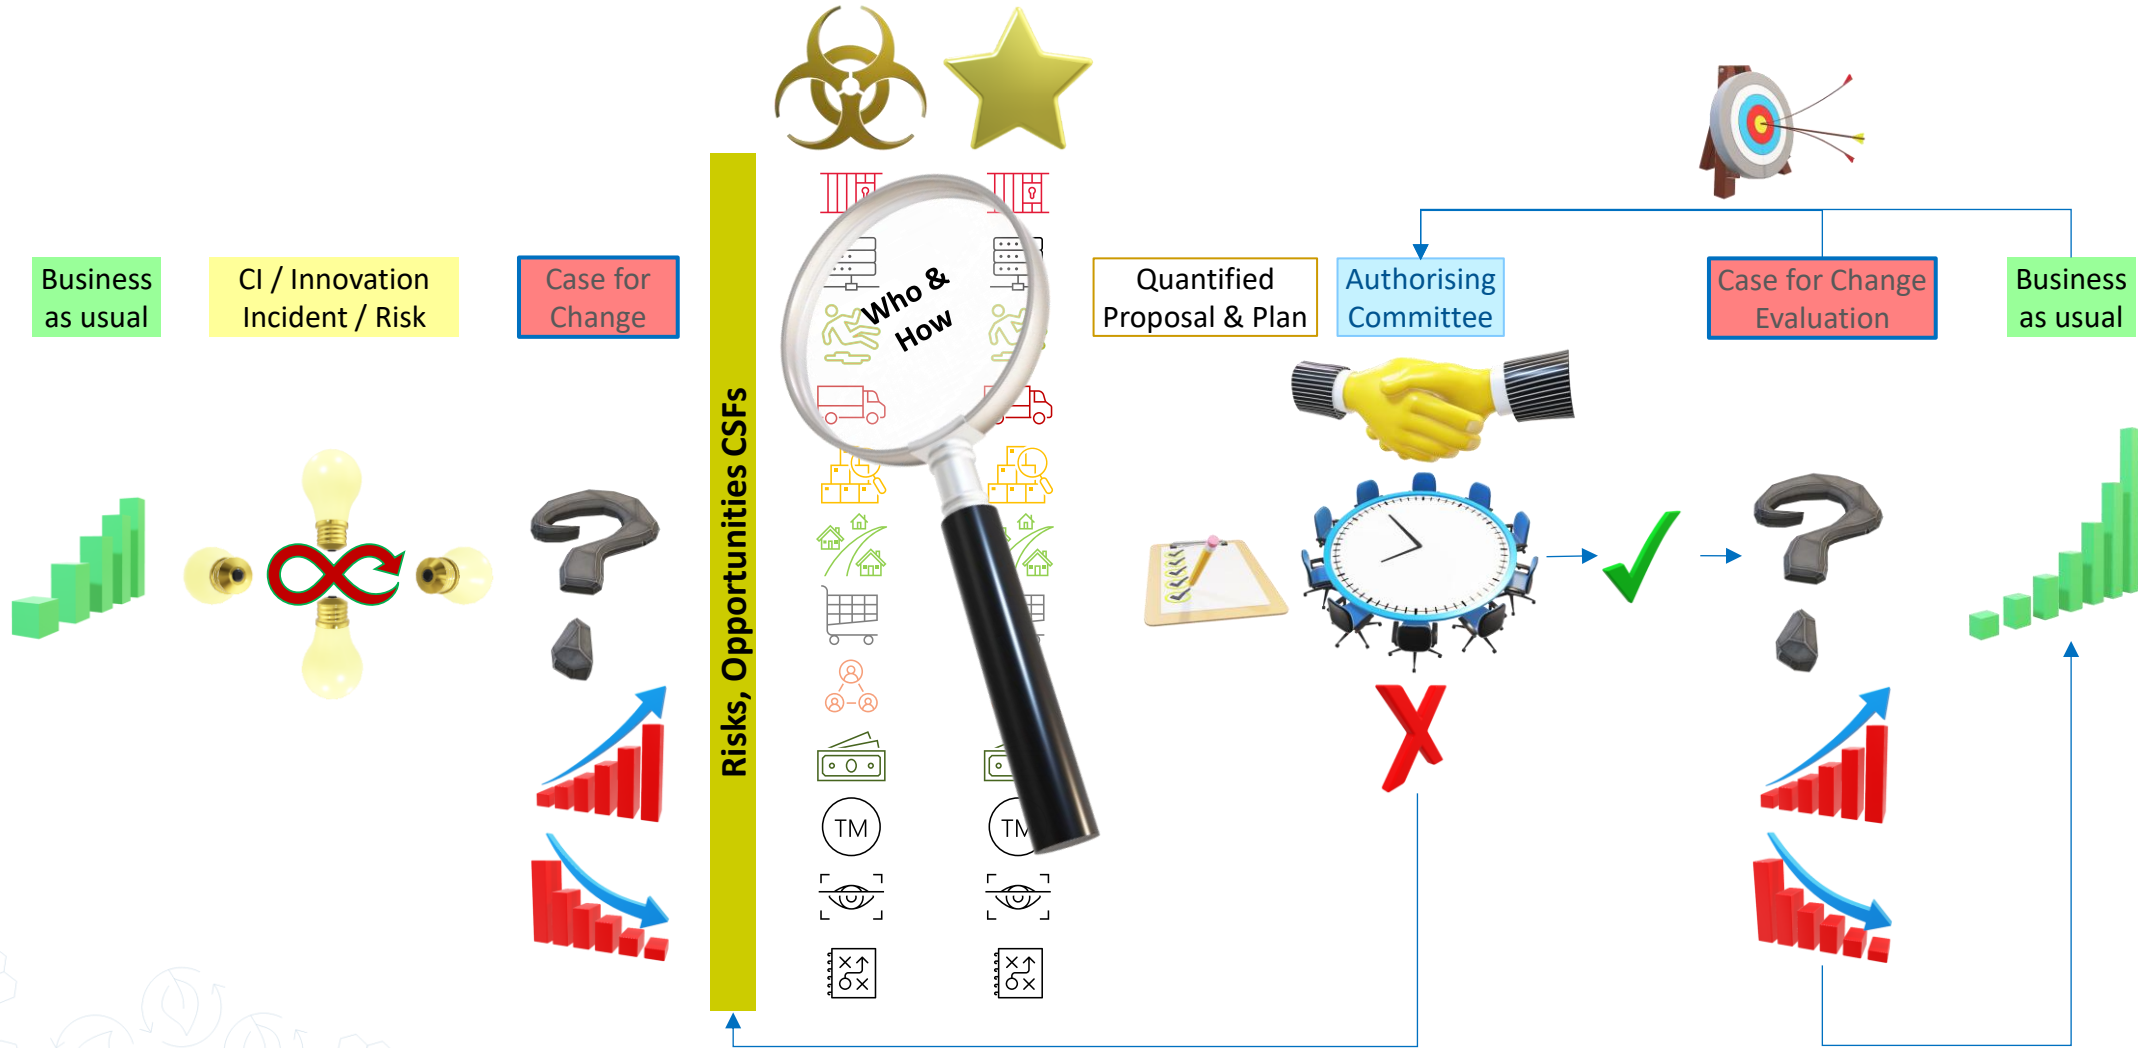 Business
as usual
CI / Innovation
Incident / Risk
Case for
Change
Risks, Opportunities CSFs
Who &
How
TM
TM
Quantified
Proposal & Plan
Authorising
Committee
Case for Change
Evaluation
Business
as usual